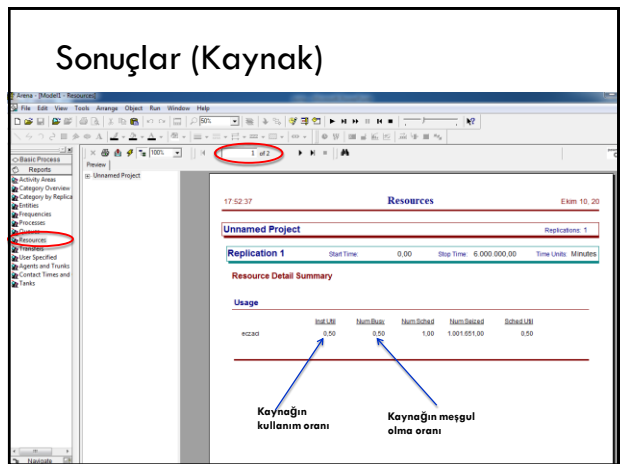 Sonuçlar (Kaynak)
Arena - [Model1 - Resources]
File Edit View Tools Arrange Object Run Window Help
50%
Basic Process
Reports
Activity Areas
Category Overview
Category by Replica
Entities
Frequencies
Processes
Queues
Resources
Transfers
User Specified
Agents and Trunks
Contact Times and
Tanks
Navigate
100%
1 of 2
Preview
Unnamed Project
17:52:37 Resources Ekim 10, 20
Unnamed Project Replications: 1
Replication 1 Start Time: 0,00 Stop Time: 6.000.000,00 Time Units: Minutes
Resource Detail Summary
Usage
Inst Util Num Busy Num Sched Num Seized Sched Util
eczaci 0,50 0,50 1,00 1.001.651,00 0,50
Kaynağın
kullanım oranı
Kaynağın meşgul
olma oranı